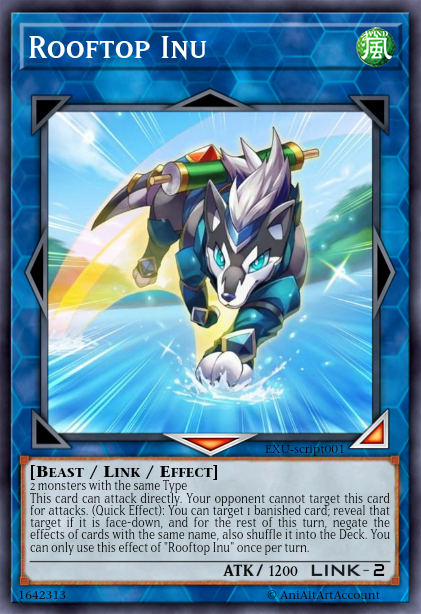 Rooftop Inu
WIND
風
EXU-script001
[Beast / Link / Effect]
2 monsters with the same Type
This card can attack directly. Your opponent cannot target this card
for attacks. (Quick Effect): You can target 1 banished card; reveal that
target if it is face-down, and for the rest of this turn, negate the
effects of cards with the same name, also shuffle it into the Deck. You
can only use this effect of "Rooftop Inu" once per turn.
ATK / 1200 LINK-2
1642313 © AniAltArtAccount